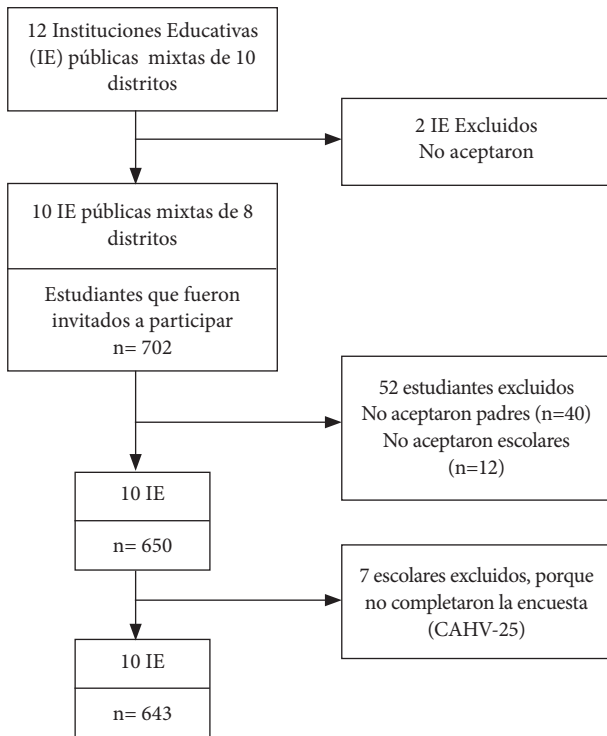 12 Instituciones Educativas
(IE) públicas mixtas de 10
distritos
2 IE Excluidos
No aceptaron
10 IE públicas mixtas de 8
distritos
Estudiantes que fueron
invitados a participar
n= 702
52 estudiantes excluidos
No aceptaron padres (n=40)
No aceptaron escolares
(n=12)
10 IE
n= 650
7 escolares excluidos, porque
no completaron la encuesta
(CAHV-25)
10 IE
n= 643